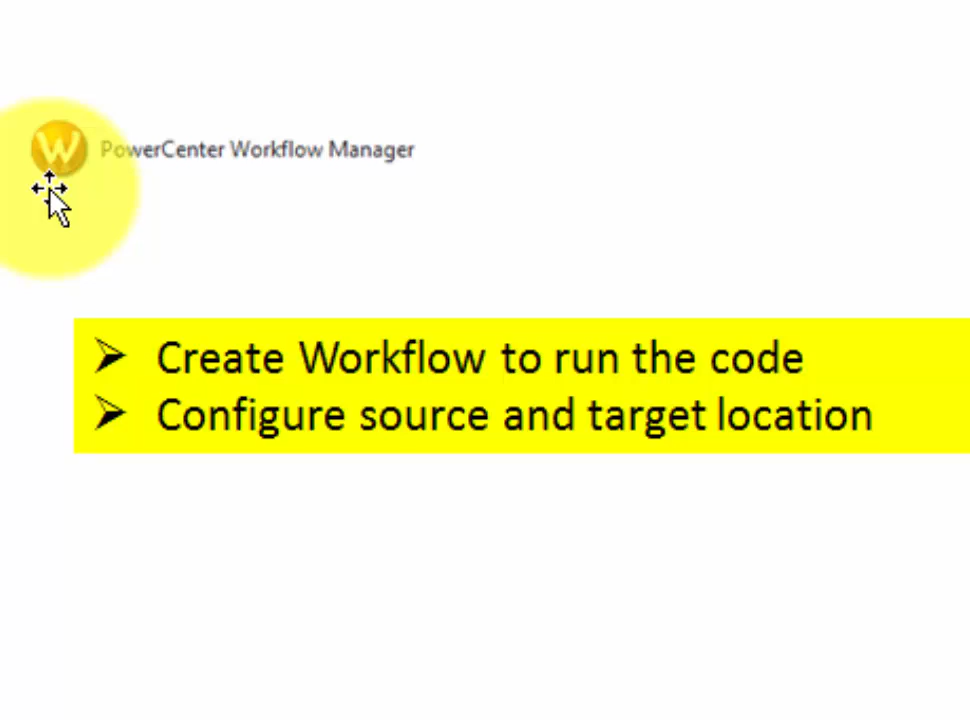 W PowerCenter Workflow Manager
➢ Create Workflow to run the code
➢ Configure source and target location